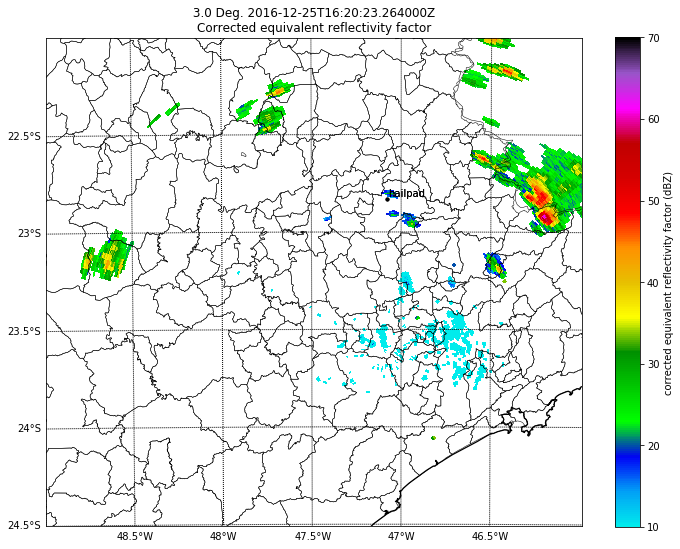 3.0 Deg. 2016-12-25T16:20:23.264000Z
Corrected equivalent reflectivity factor
22.5°S
23°S
23.5°S
24°S
24.5°S
48.5°W
48°W
47.5°W
47°W
46.5°W
70
60
50
40
30
20
10
corrected equivalent reflectivity factor (dBZ)